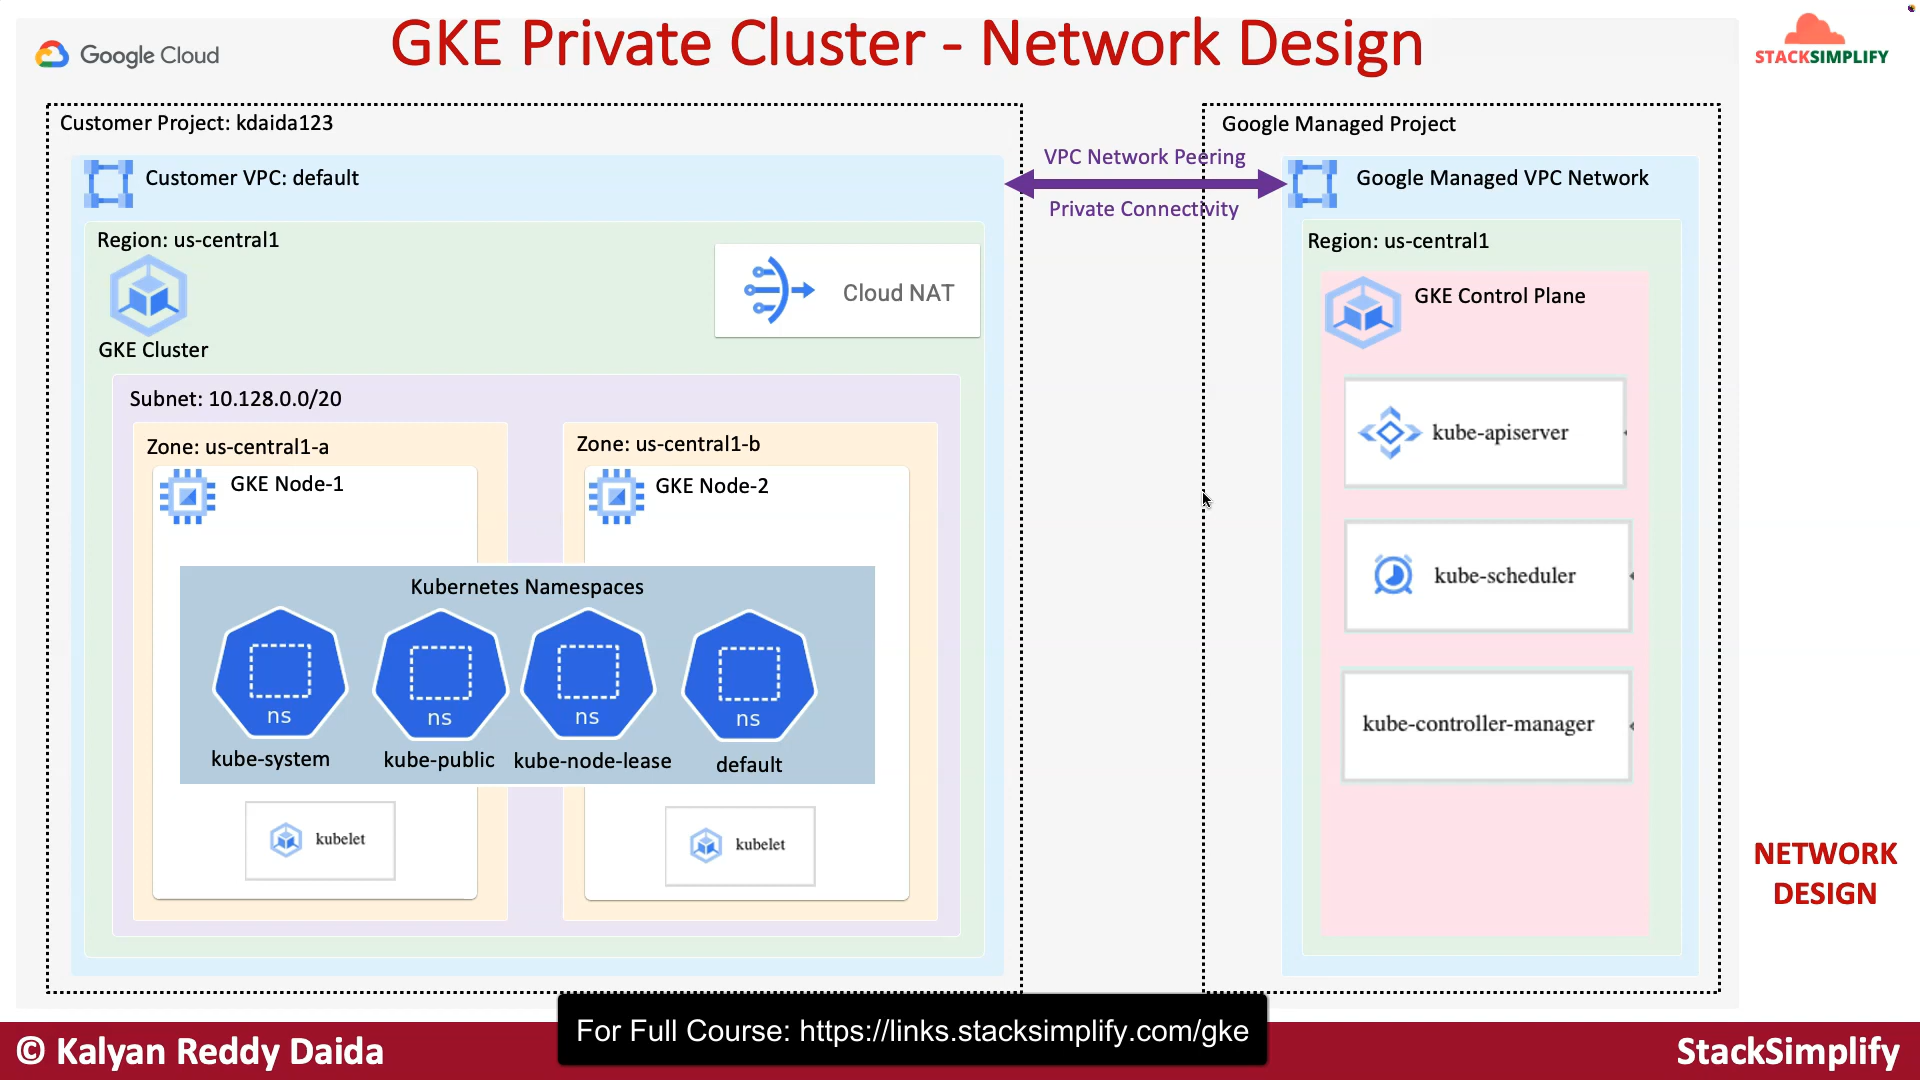 GKE Private Cluster - Network Design
Google Cloud
STACKSIMPLIFY
Customer Project: kdaida123
Google Managed Project
VPC Network Peering
Private Connectivity
Customer VPC: default
Google Managed VPC Network
Region: us-central1
Cloud NAT
GKE Cluster
Region: us-central1
GKE Control Plane
Subnet: 10.128.0.0/20
Zone: us-central1-a
Zone: us-central1-b
GKE Node-1
GKE Node-2
kube-apiserver
kube-scheduler
kube-controller-manager
Kubernetes Namespaces
ns
ns
ns
ns
kube-system
kube-public
kube-node-lease
default
kubelet
kubelet
NETWORK
DESIGN
For Full Course: https://links.stacksimplify.com/gke
© Kalyan Reddy Daida
StackSimplify